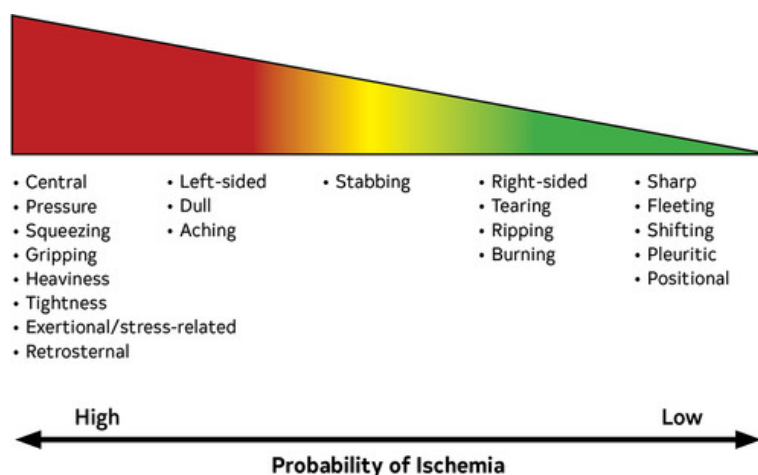 • Central
• Pressure
• Squeezing
• Gripping
• Heaviness
• Tightness
• Exertional/stress-related
• Retrosternal
• Left-sided
• Dull
• Aching
• Stabbing
• Right-sided
• Tearing
• Ripping
• Burning
• Sharp
• Fleeting
• Shifting
• Pleuritic
• Positional
High
Low
Probability of Ischemia